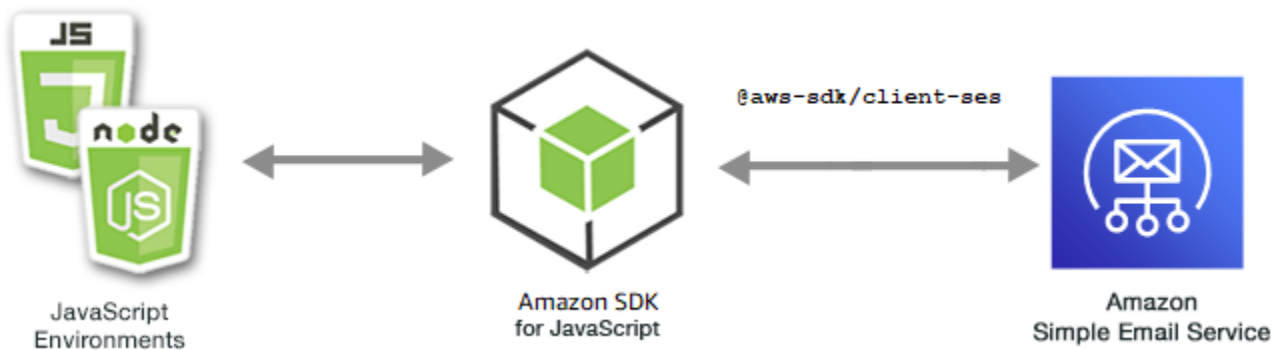 JS
node
JS
@aws-sdk/client-ses
JavaScript
Environments
Amazon SDK
for JavaScript
Amazon
Simple Email Service